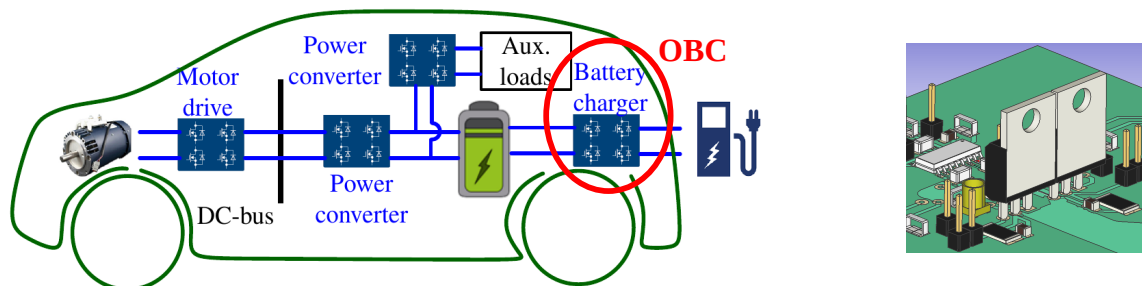 Power
converter
Aux.
loads
OBC
Motor
drive
Battery
charger
Power
converter
DC-bus